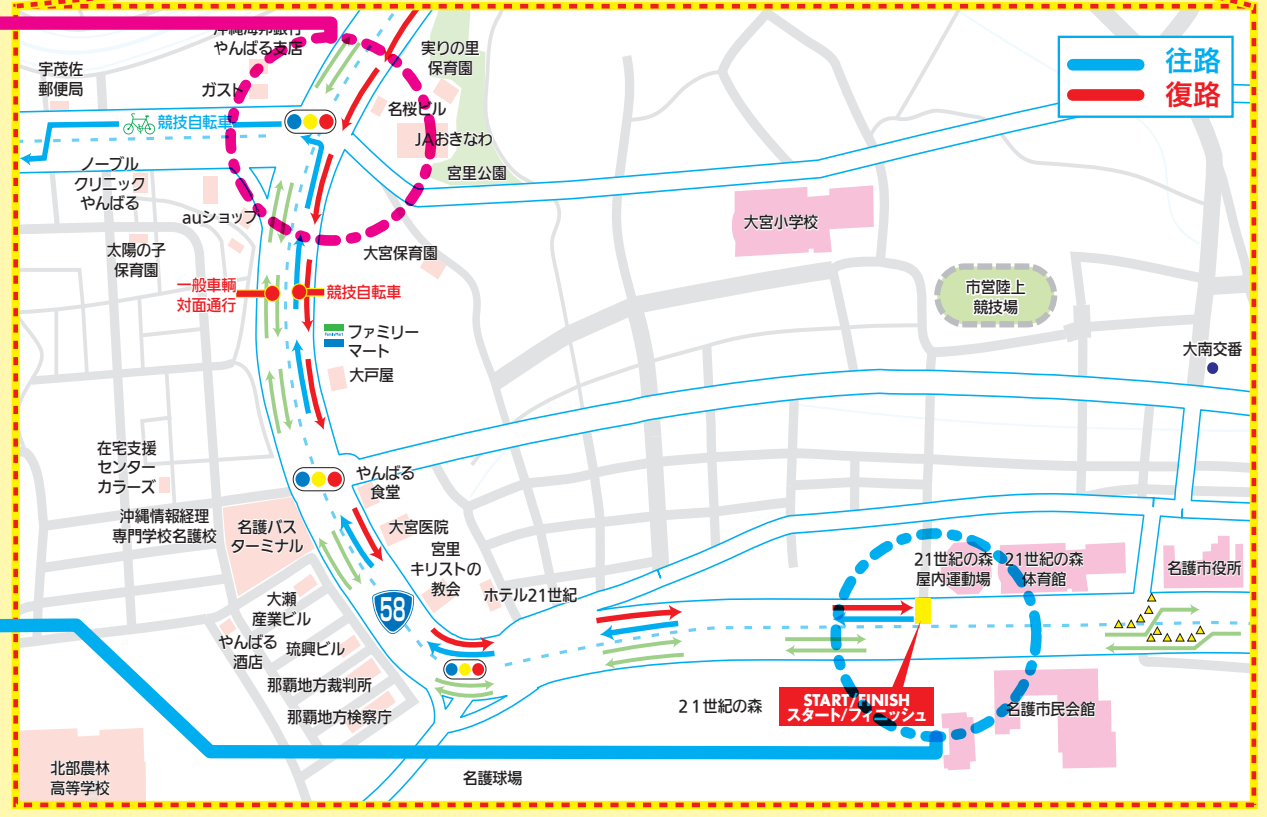 沖縄海邦銀行
やんばる支店
実りの里
保育園
往路
復路
宇茂佐
郵便局
ガスト
名桜ビル
競技自転車
JAおきなわ
宮里公園
ノーブル
クリニック
やんばる
auショップ
大宮小学校
太陽の子
保育園
大宮保育園
一般車輌
対面通行
競技自転車
市営陸上
競技場
FamilyMart
ファミリー
マート
大戸屋
大南交番
在宅支援
センター
カラーズ
やんばる
食堂
沖縄情報経理
専門学校名護校
名護バス
ターミナル
大宮医院
宮里
キリストの
教会
ホテル21世紀
21世紀の森
屋内運動場
21世紀の森
体育館
名護市役所
大瀬
産業ビル
58
やんばる
酒店
琉興ビル
那覇地方裁判所
那覇地方検察庁
21世紀の森
START/FINISH
スタート/フィニッシュ
名護市民会館
北部農林
高等学校
名護球場